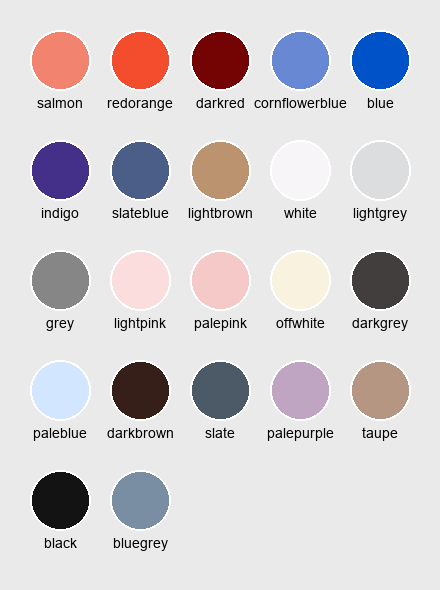 salmon redorange darkred cornflowerblue blue
indigo slateblue lightbrown white lightgrey
grey lightpink palepink offwhite darkgrey
paleblue darkbrown slate palepurple taupe
black bluegrey